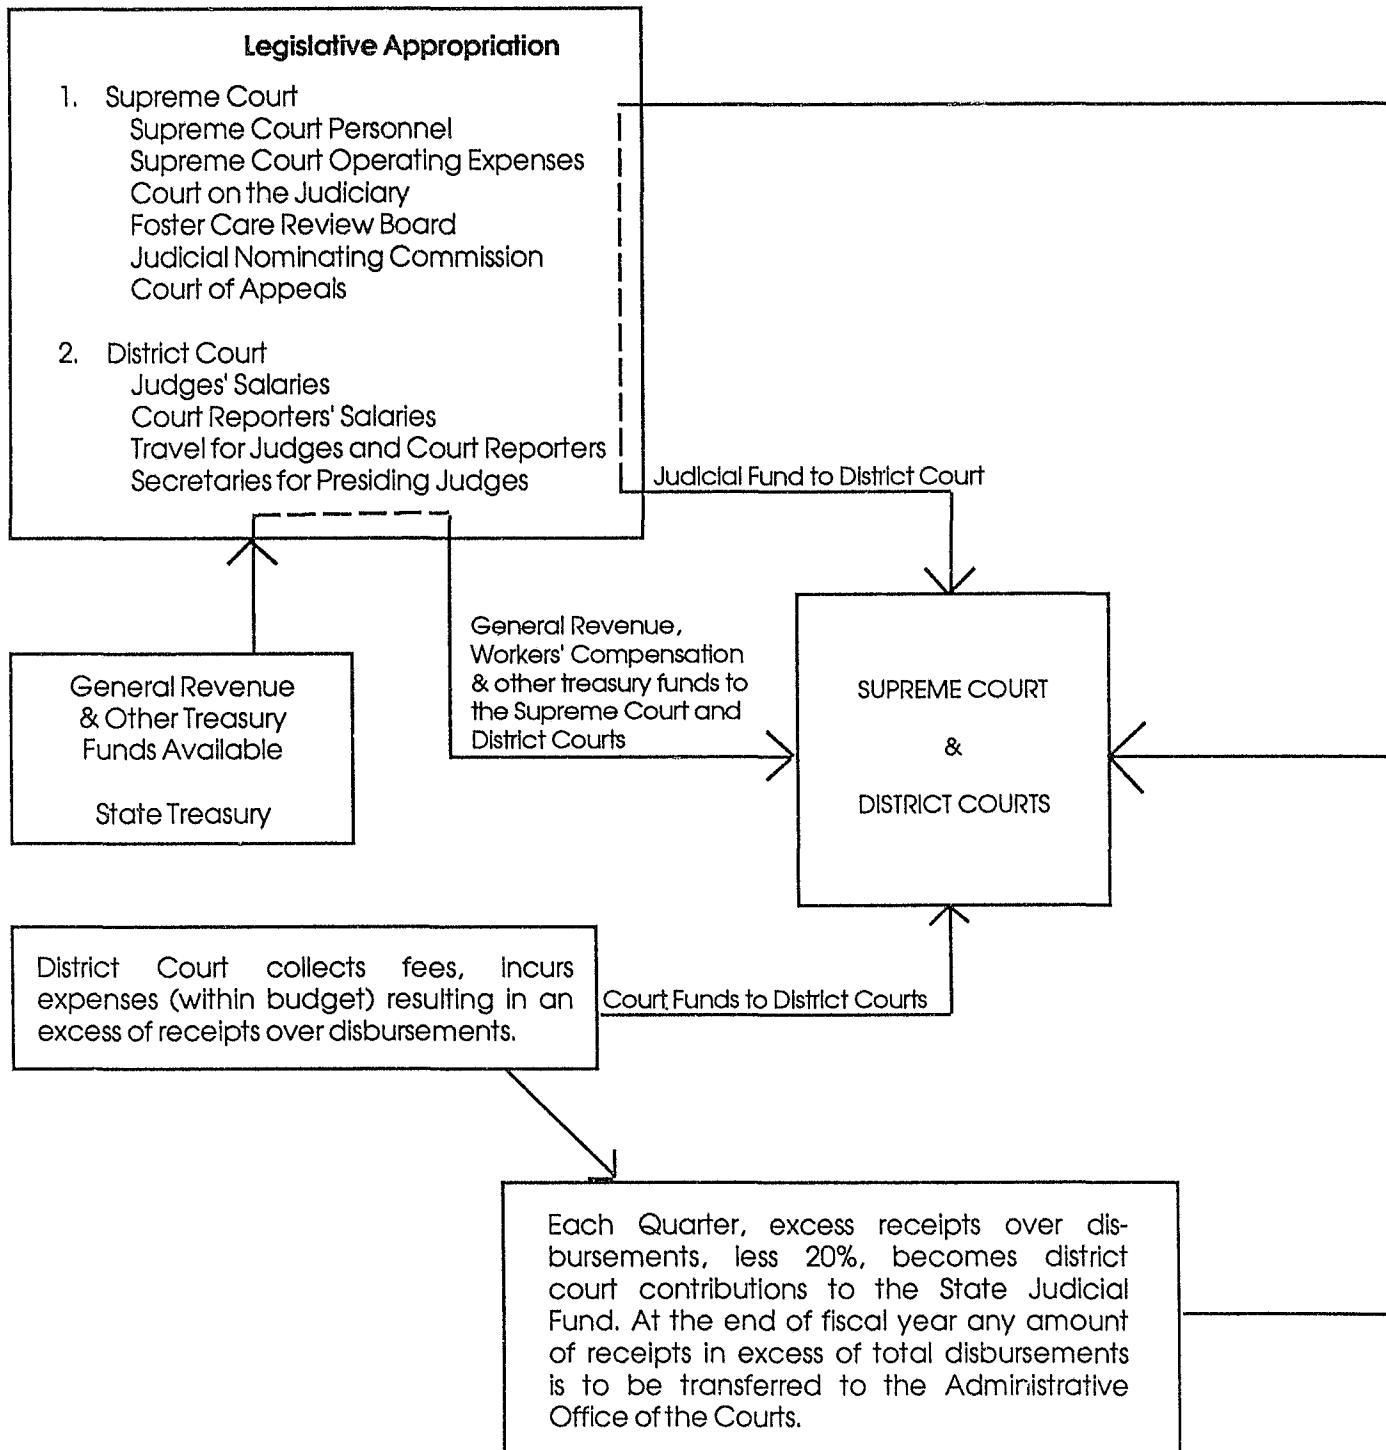 Legislative Appropriation
1. Supreme Court
Supreme Court Personnel
Supreme Court Operating Expenses
Court on the Judiciary
Foster Care Review Board
Judicial Nominating Commission
Court of Appeals
2. District Court
Judges' Salaries
Court Reporters' Salaries
Travel for Judges and Court Reporters
Secretaries for Presiding Judges
Judicial Fund to District Court
General Revenue
& Other Treasury
Funds Available
State Treasury
General Revenue,
Workers' Compensation
& other treasury funds to
the Supreme Court and
District Courts
SUPREME COURT
&
DISTRICT COURTS
District Court collects fees, incurs
expenses (within budget) resulting in an
excess of receipts over disbursements.
Court Funds to District Courts
Each Quarter, excess receipts over dis-
bursements, less 20%, becomes district
court contributions to the State Judicial
Fund. At the end of fiscal year any amount
of receipts in excess of total disbursements
is to be transferred to the Administrative
Office of the Courts.